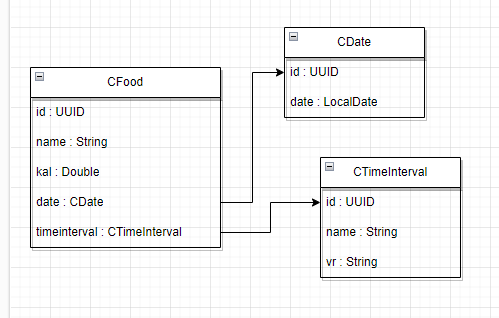 CDate
id : UUID
date : LocalDate
CFood
id : UUID
name : String
kal : Double
date : CDate
timeinterval : CTimeInterval
CTimeInterval
id : UUID
name : String
vr : String